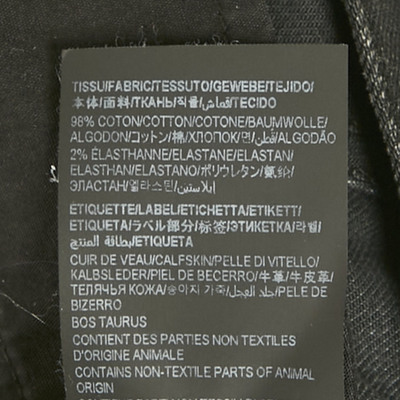 TISSU/FABRIC/TESSUTO/GEWEBE/TEJIDO/
本体/面料/ТКАНЬ/직물/قماش/TECIDO
98% COTON/COTTON/COTONE/BAUMWOLLE/
ALGODON/コットン/棉/ХЛОПОК/면/قطن/ALGODÃO
2% ÉLASTHANNE/ELASTANE/ELASTAN/
ELASTHAN/ELASTANO/ポリウレタン/氨纶/
ЭЛАСТАН/엘라스틴/إيلاستين
ÉTIQUETTE/LABEL/ETICHETTA/ETIKETT/
ETIQUETA/ラベル部分/标签/ЭТИКЕТКА/라벨/
بطاقة المنتج/ETIQUETA
CUIR DE VEAU/CALFSKIN/PELLE DI VITELLO/
KALBSLEDER/PIEL DE BECERRO/牛革/牛皮革/
ТЕЛЯЧЬЯ КОЖА/송아지 가죽/جلد العجل/PELE DE
BIZERRO
BOS TAURUS
CONTIENT DES PARTIES NON TEXTILES
D'ORIGINE ANIMALE
CONTAINS NON-TEXTILE PARTS OF ANIMAL
ORIGIN